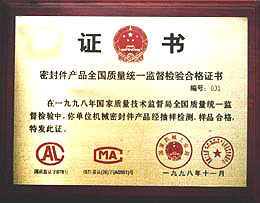 证书
密封件产品全国质量统一监督检验合格证书
编号：031
在一九九八年国家质量技术监督局全国质量统一监
督检验中，你单位机械密封件产品经抽样检测，样品合格，
特发此证。
CAL
MA
一九九八年十一月